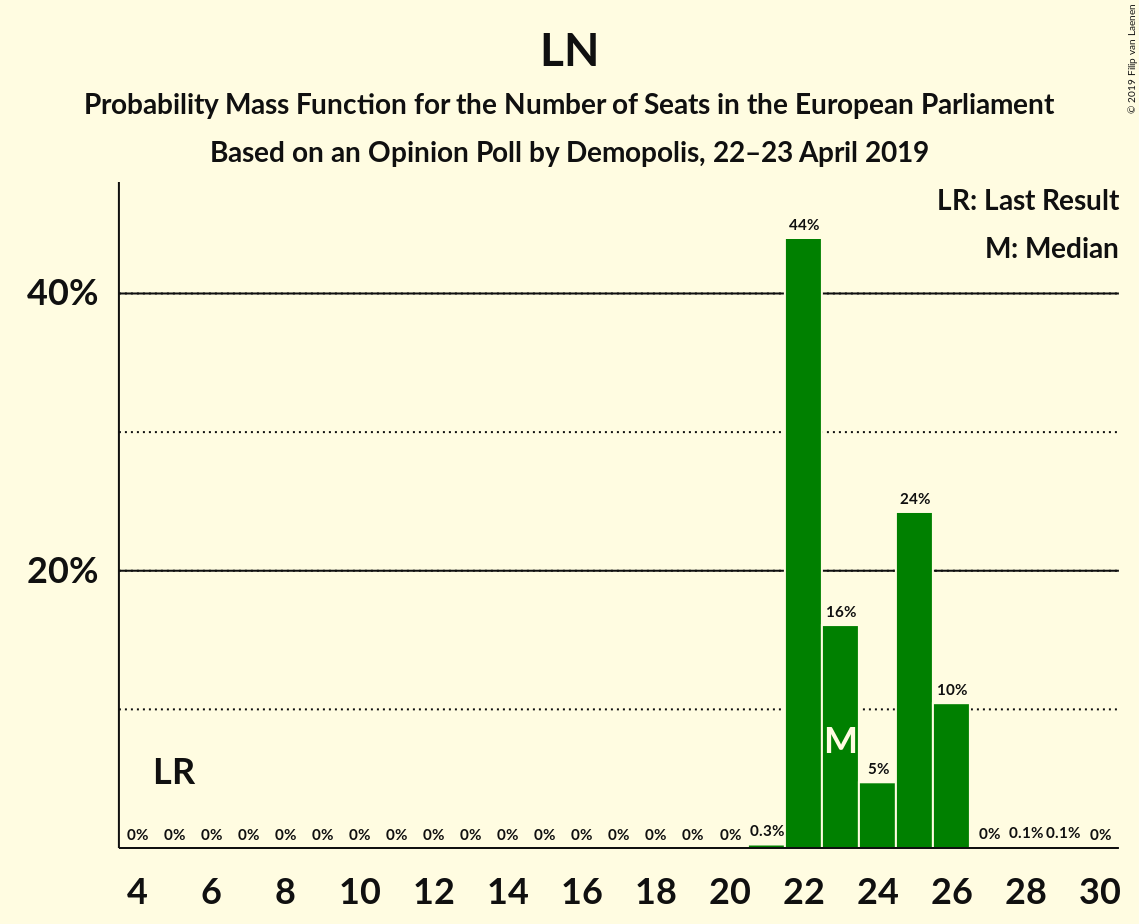 LN
Probability Mass Function for the Number of Seats in the European Parliament
Based on an Opinion Poll by Demopolis, 22–23 April 2019
© 2019 Filip van Laenen
LR: Last Result
M: Median
44%
40%
24%
20%
16%
10%
M
5%
LR
0% 0% 0% 0% 0% 0% 0% 0% 0% 0% 0% 0% 0% 0% 0% 0% 0% 0.3% 0% 0.1% 0.1% 0%
4 6 8 10 12 14 16 18 20 22 24 26 28 30